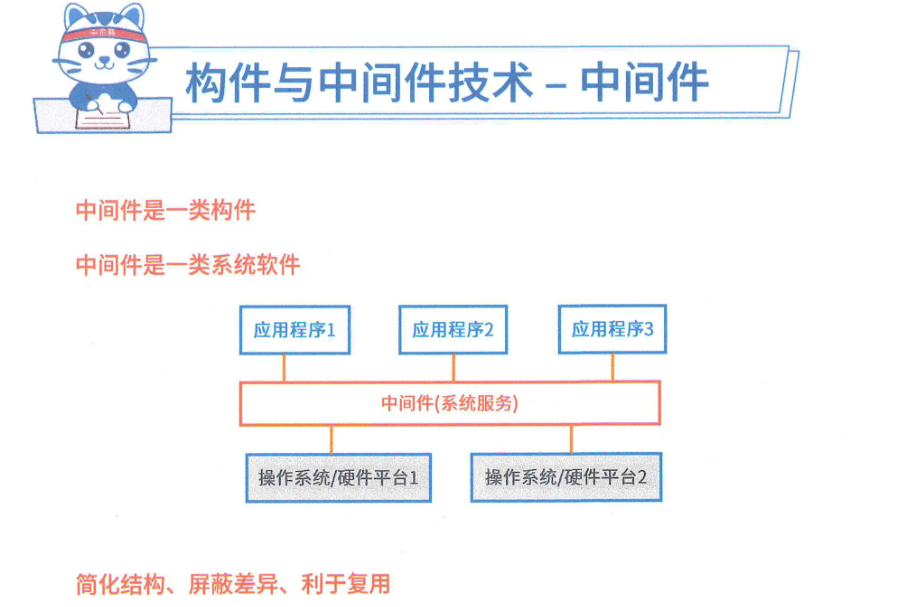 构件与中间件技术 – 中间件
中间件是一类构件
中间件是一类系统软件
应用程序1 应用程序2 应用程序3
中间件(系统服务)
操作系统/硬件平台1 操作系统/硬件平台2
简化结构、屏蔽差异、利于复用